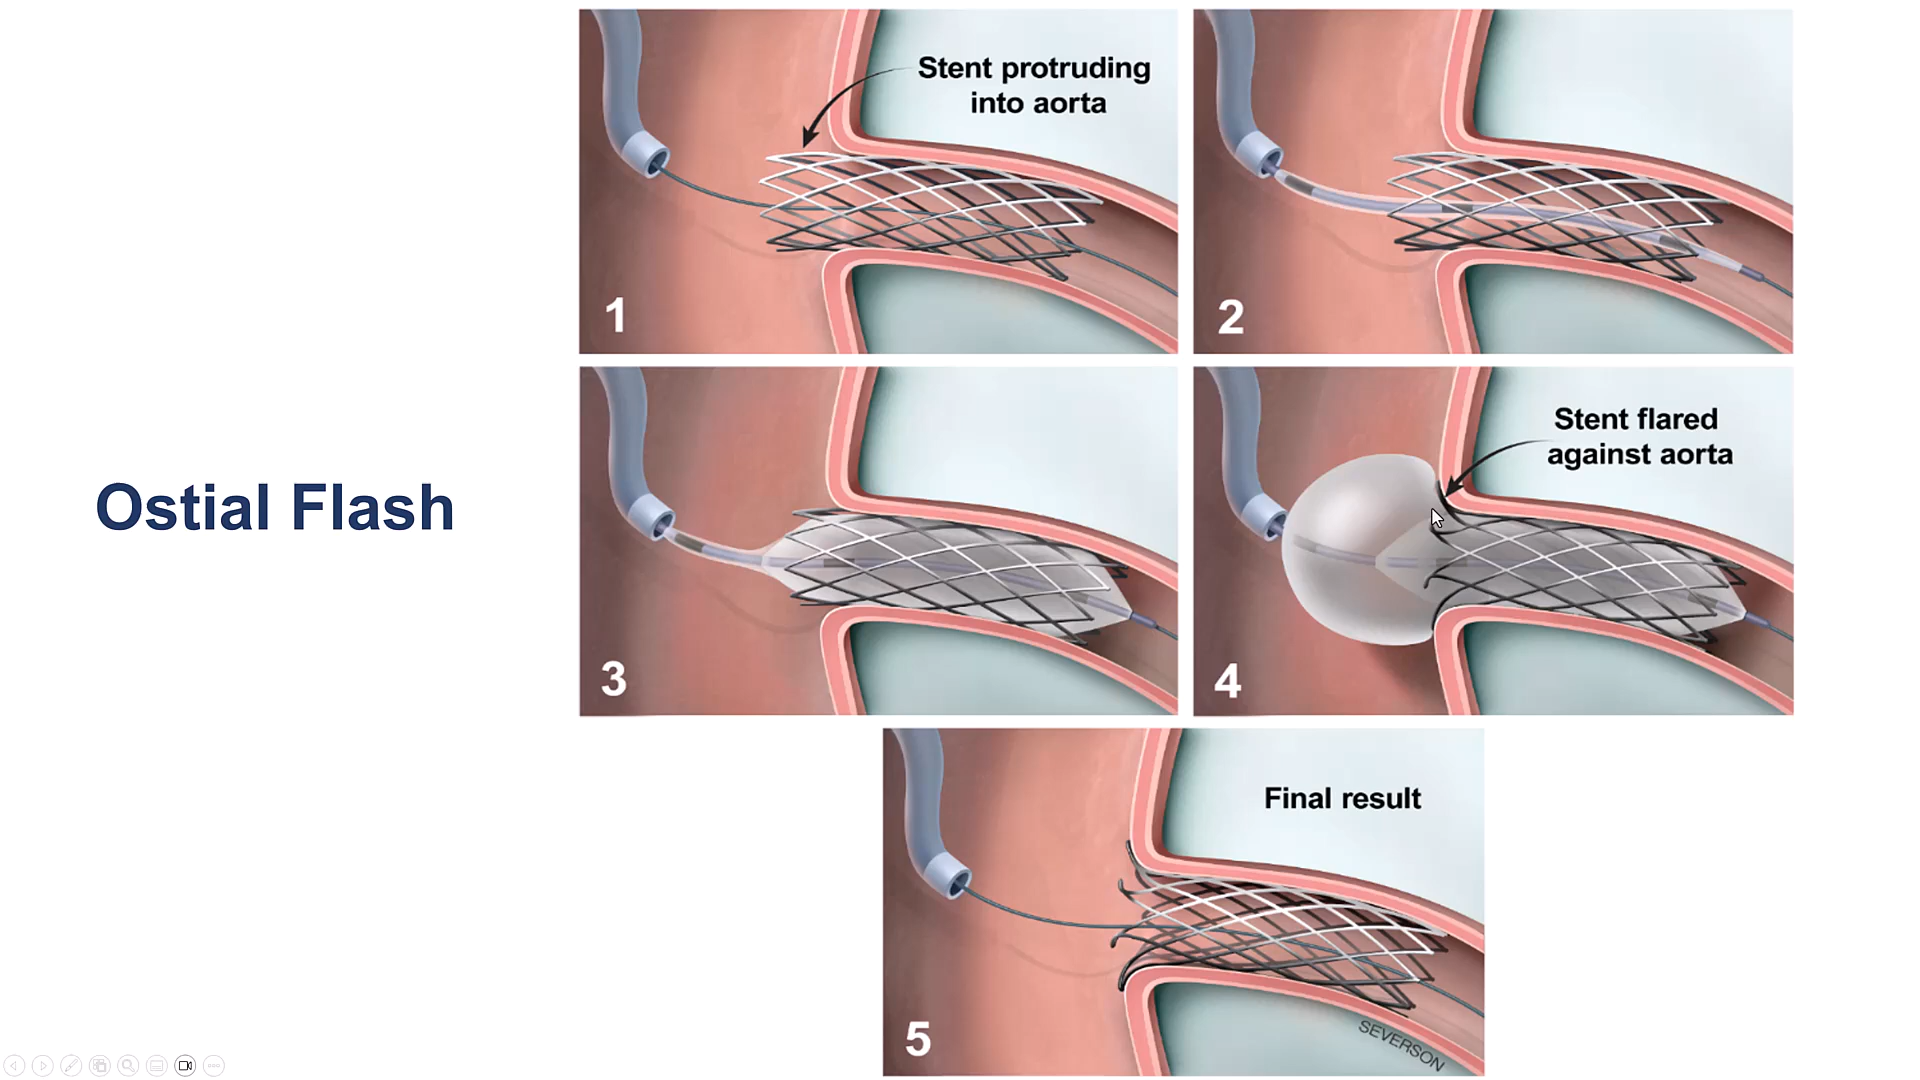 Ostial Flash
Stent protruding
into aorta
1
2
3
Stent flared
against aorta
4
Final result
5
SEVERSON